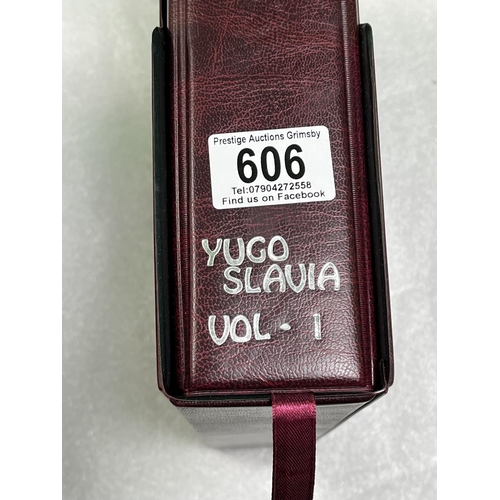 Prestige Auctions Grimsby
606
Tel:07904272558
Find us on Facebook
YUGO
SLAVIA
VOL - 1